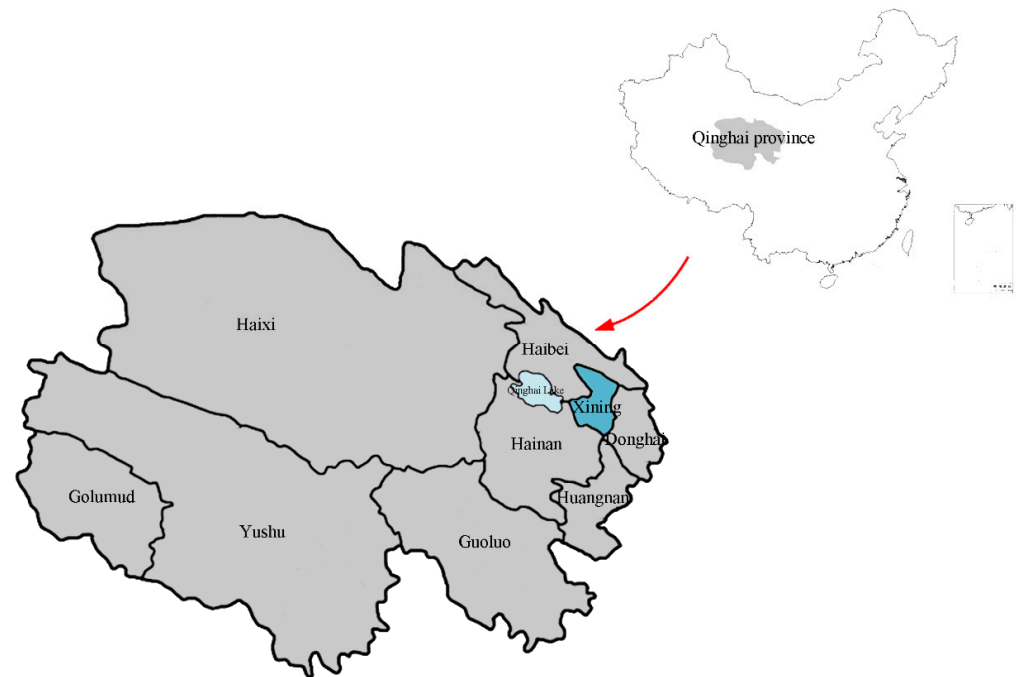 Qinghai province
Haixi
Haibei
Qinghai Lake
Xining
Hainan
Donghai
Golumud
Huangnan
Yushu
Guoluo